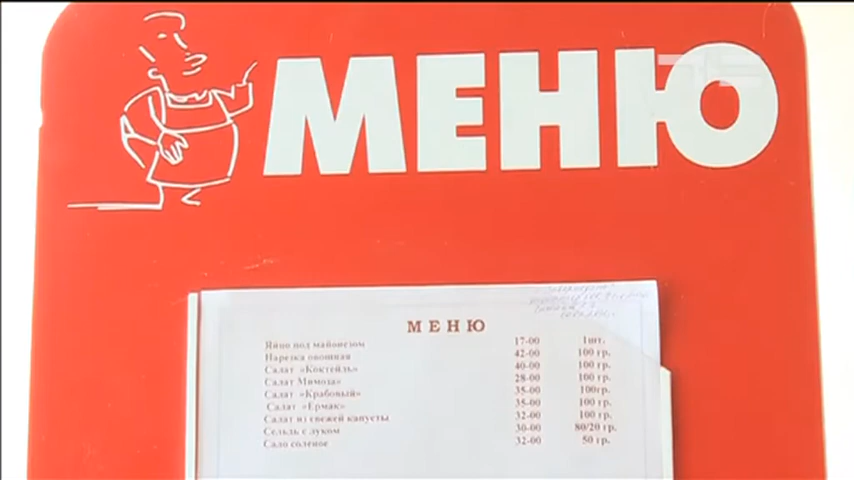 МЕНЮ
МЕНЮ
Яйцо под майонезом 17-00 1шт.
Нарезка овощная 42-00 100 гр.
Салат «Коктейль» 40-00 100 гр.
Салат Мимоза» 28-00 100 гр.
Салат «Крабовый» 35-00 100гр.
Салат «Ермак» 35-00 100 гр.
Салат из свежей капусты 32-00 100 гр.
Сельдь с луком 30-00 80/20 гр.
Сало соленое 32-00 50 гр.